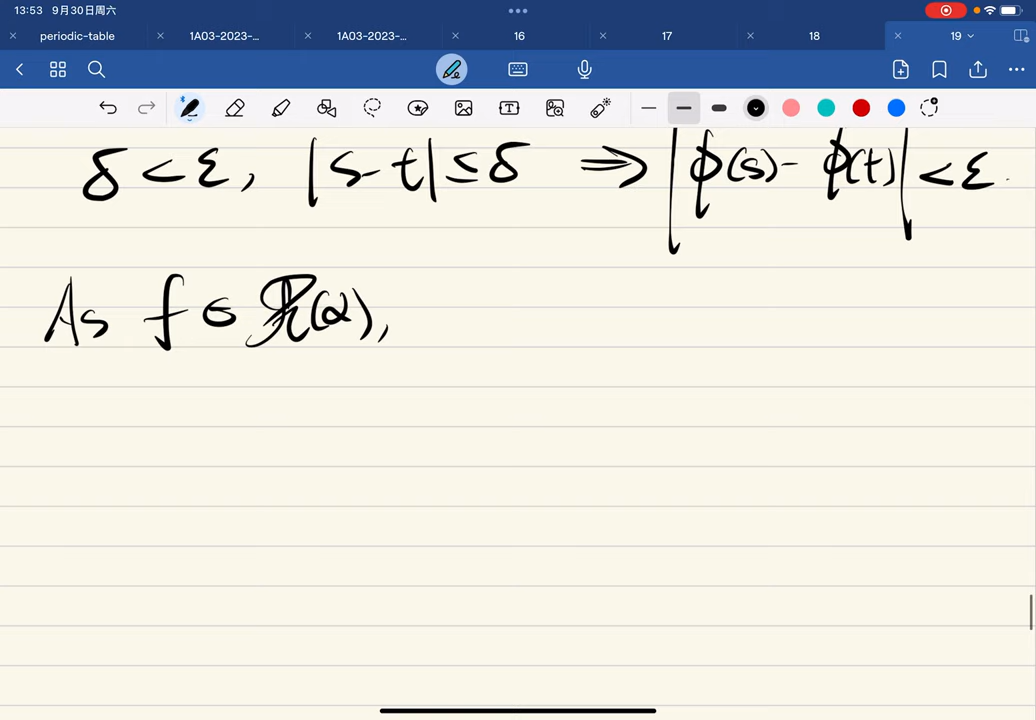 13:53 9月30日周六
periodic-table 1A03-2023-... 1A03-2023-... 16 17 18 19
δ < ε, |s - t| ≤ δ ⟹ |ϕ(s) - ϕ(t)| < ε.
As f ∈ ℛ(α),